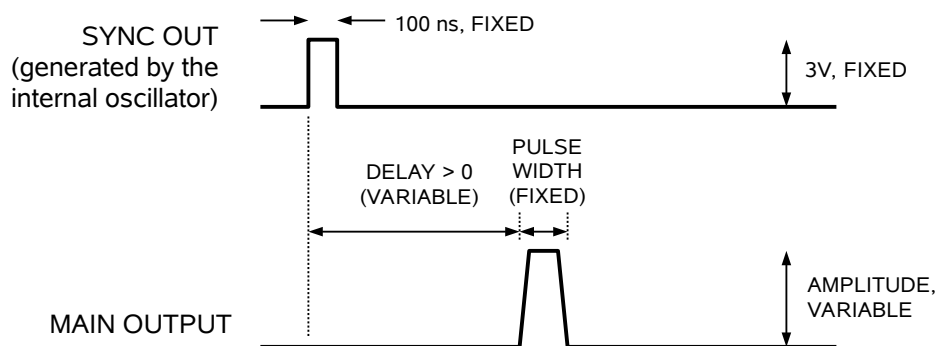 100 ns, FIXED
SYNC OUT
(generated by the
internal oscillator)
3V, FIXED
PULSE
WIDTH
(FIXED)
DELAY > 0
(VARIABLE)
AMPLITUDE,
VARIABLE
MAIN OUTPUT